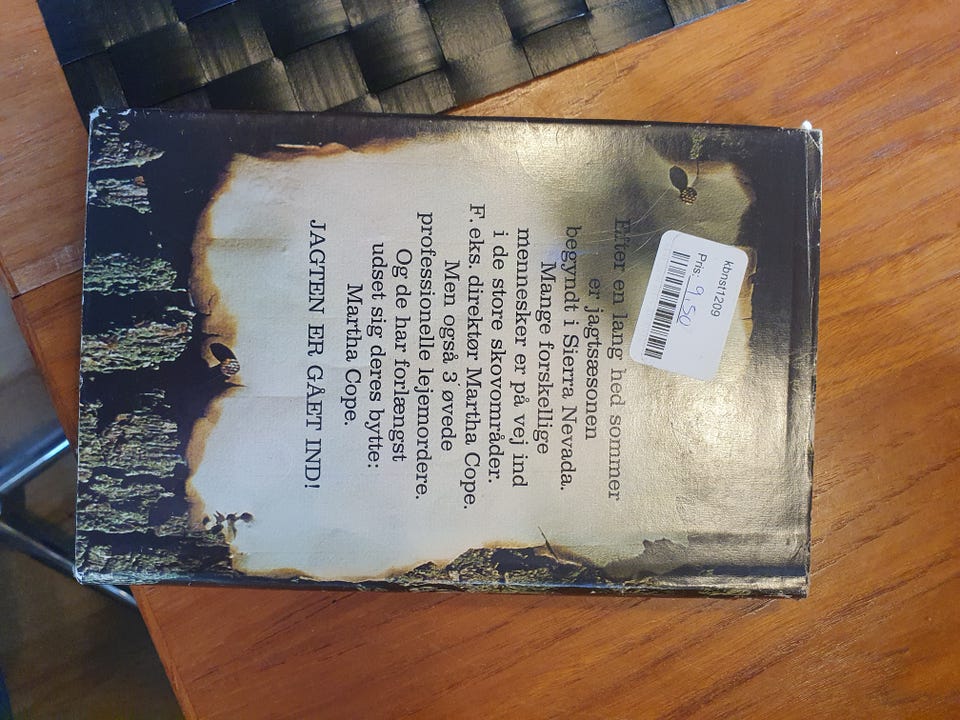 kbnst1209
Pris: 9,50
Efter en lang hed sommer
er jagtsæsonen
begyndt i Sierra Nevada.
Mange forskellige
mennesker er på vej ind
i de store skovområder.
F. eks. direktør Martha Cope.
Men også 3 øvede
professionelle lejemordere.
Og de har forlængst
udset sig deres bytte:
Martha Cope.
JAGTEN ER GÅET IND!